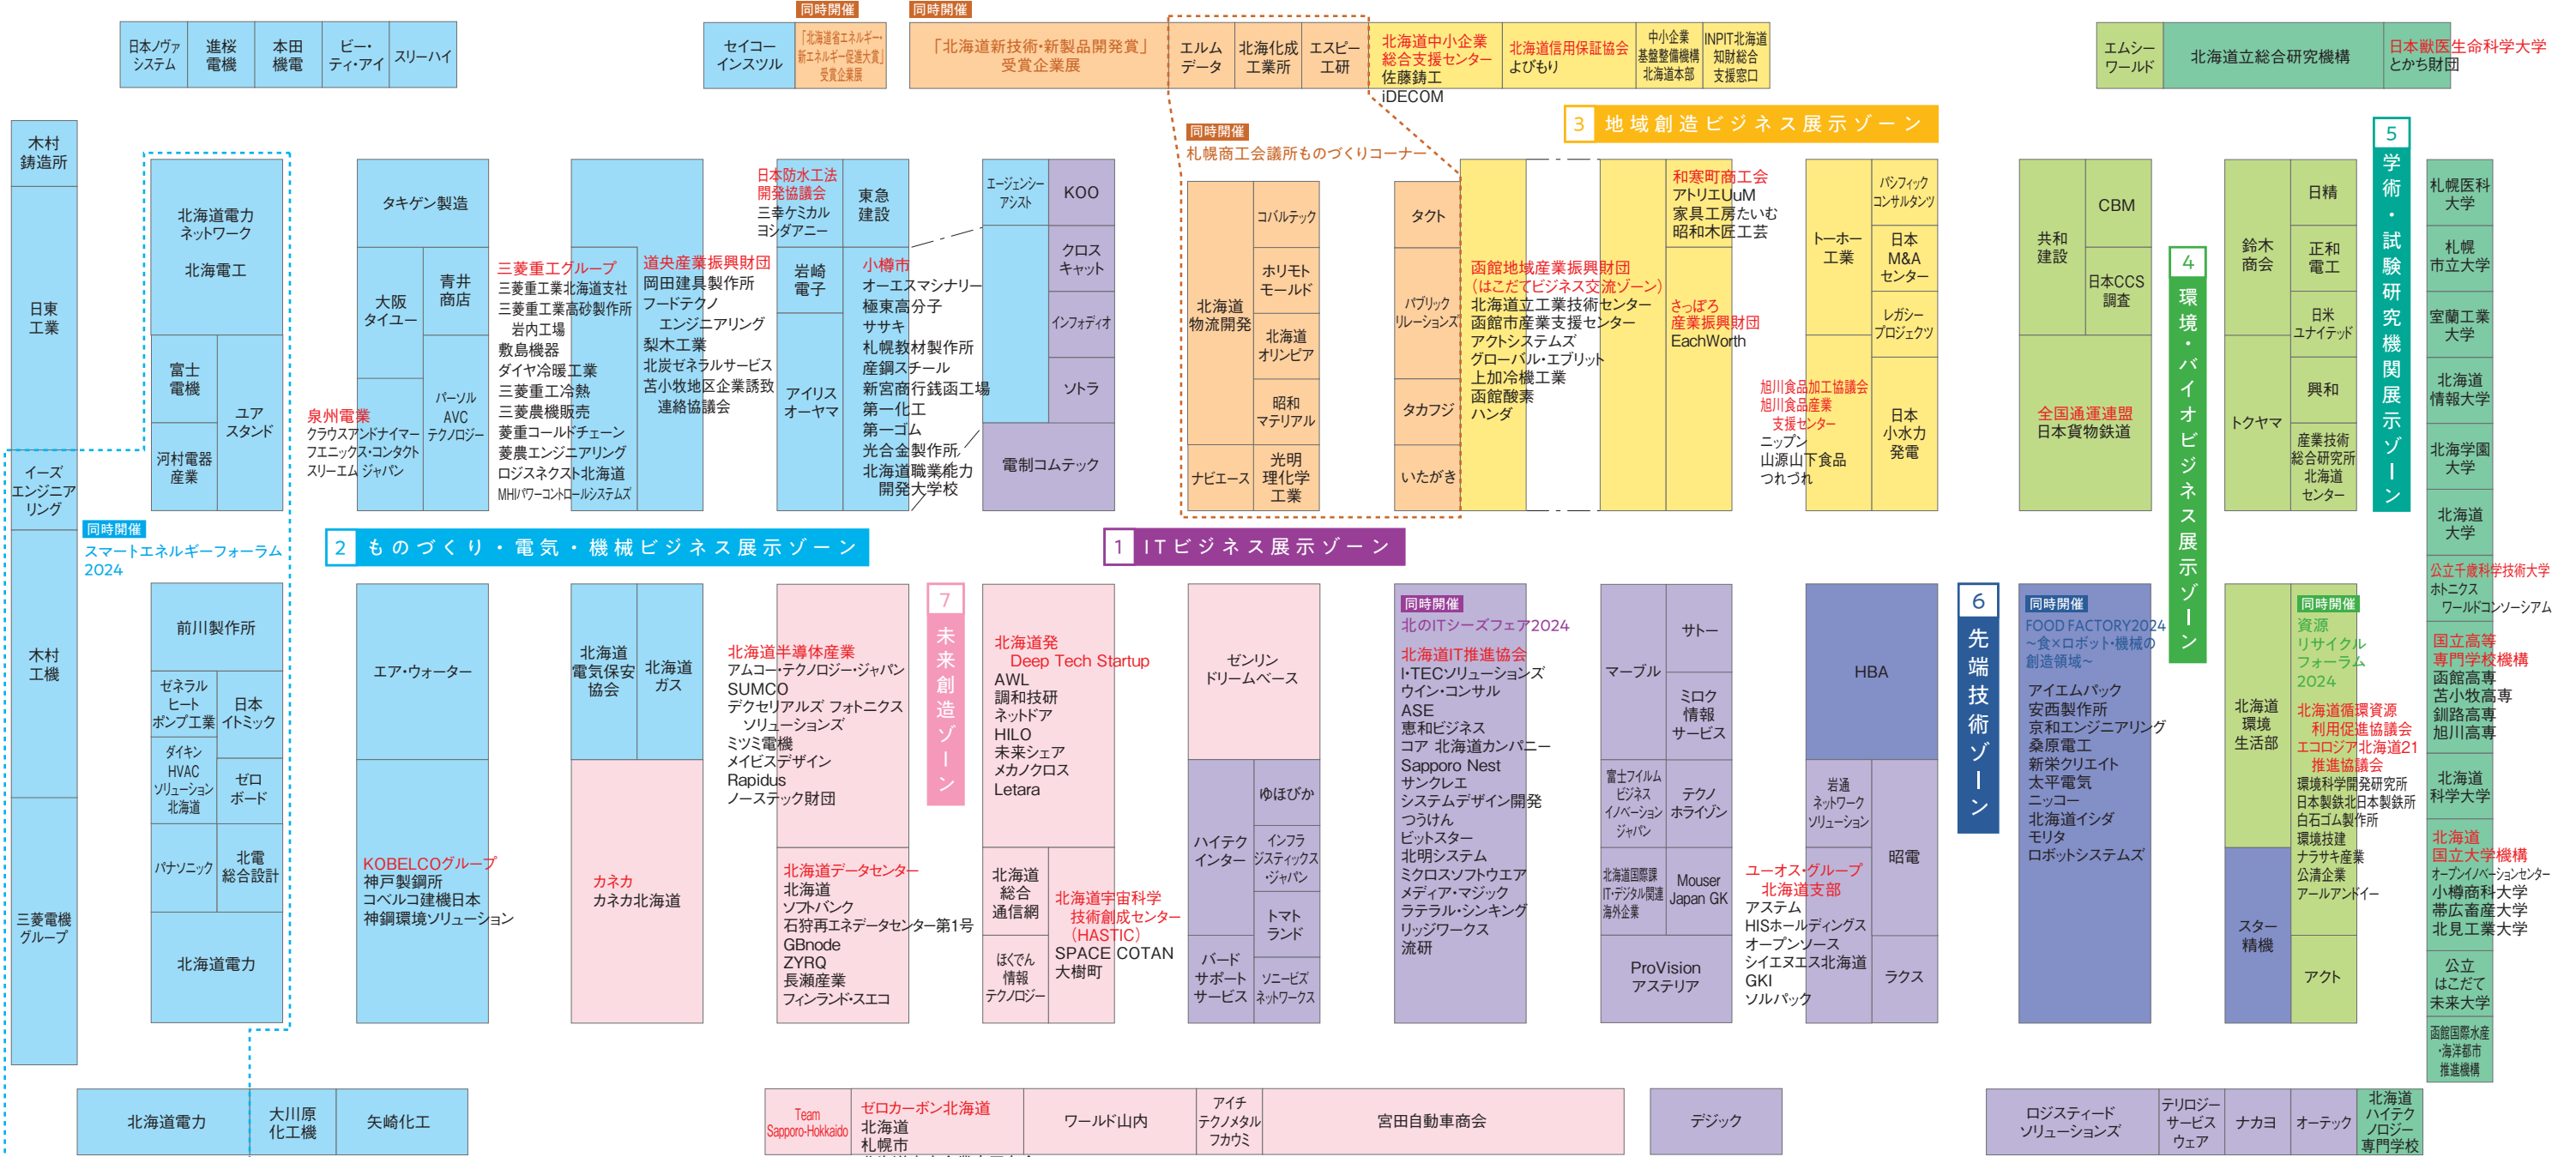 同時開催
同時開催
日本ノヴァ
システム
進桜
電機
本田
機電
ビー・
ティ・アイ
スリーハイ
セイコー
インスツル
「北海道省エネルギー・
新エネルギー促進大賞」
受賞企業展
「北海道新技術・新製品開発賞」
受賞企業展
エルム
データ
北海化成
工業所
エスピー
工研
北海道中小企業
総合支援センター
佐藤鋳工
iDECOM
北海道信用保証協会
よびもり
中小企業
基盤整備機構
北海道本部
INPIT北海道
知財総合
支援窓口
エムシー
ワールド
北海道立総合研究機構
日本獣医生命科学大学
とかち財団
3 地域創造ビジネス展示ゾーン
同時開催
札幌商工会議所ものづくりコーナー
木村
鋳造所
日東
工業
イーズ
エンジニア
リング
木村
工機
三菱電機
グループ
北海道電力
ネットワーク
北海電工
富士
電機
ユア
スタンド
河村電器
産業
同時開催
スマートエネルギーフォーラム
2024
タキゲン製造
大阪
タイユー
青井
商店
泉州電業
クラウスアンドナイマー
フエニックス・コンタクト
スリーエム ジャパン
パーソル
AVC
テクノロジー
三菱重工グループ
三菱重工業北海道支社
三菱重工業高砂製作所
岩内工場
敷島機器
ダイヤ冷暖工業
三菱重工冷熱
三菱農機販売
菱重コールドチェーン
菱農エンジニアリング
ロジスネクスト北海道
MHIパワーコントロールシステムズ
道央産業振興財団
岡田建具製作所
フードテクノ
エンジニアリング
梨木工業
北炭ゼネラルサービス
苫小牧地区企業誘致
連絡協議会
日本防水工法
開発協議会
三幸ケミカル
ヨシダアニー
東急
建設
岩崎
電子
アイリス
オーヤマ
小樽市
オーエスマシナリー
極東高分子
ササキ
札幌教材製作所
産鋼スチール
新宮商行銭函工場
第一化工
第一ゴム
光合金製作所
北海道職業能力
開発大学校
エージェンシー
アシスト
KOO
クロス
キャット
インフォディオ
ソトラ
電制コムテック
北海道
物流開発
コバルテック
ホリモト
モールド
北海道
オリンピア
昭和
マテリアル
ナビエース
光明
理化学
工業
タクト
パブリック
リレーションズ
タカフジ
いたがき
函館地域産業振興財団
(はこだてビジネス交流ゾーン)
北海道立工業技術センター
函館市産業支援センター
アクトシステムズ
グローバル・エブリット
上加冷機工業
函館酸素
ハンダ
和寒町商工会
アトリエUuM
家具工房たいむ
昭和木匠工芸
さっぽろ
産業振興財団
EachWorth
トーホー
工業
パシフィック
コンサルタンツ
日本
M&A
センター
レガシー
プロジェクツ
旭川食品加工協議会
旭川食品産業
支援センター
ニップン
山源山下食品
つれづれ
日本
小水力
発電
共和
建設
CBM
日本CCS
調査
全国通運連盟
日本貨物鉄道
4 環境・バイオビジネス展示ゾーン
鈴木
商会
日精
正和
電工
日米
ユナイテッド
トクヤマ
興和
産業技術
総合研究所
北海道
センター
5 学術・試験研究機関展示ゾーン
札幌医科
大学
札幌
市立大学
室蘭工業
大学
北海道
情報大学
北海学園
大学
北海道
大学
公立千歳科学技術大学
ホトニクス
ワールドコンソーシアム
国立高等
専門学校機構
函館高専
苫小牧高専
釧路高専
旭川高専
北海道
科学大学
北海道
国立大学機構
オープンイノベーションセンター
小樽商科大学
帯広畜産大学
北見工業大学
公立
はこだて
未来大学
函館国際水産
・海洋都市
推進機構
2 ものづくり・電気・機械ビジネス展示ゾーン
1 ITビジネス展示ゾーン
前川製作所
ゼネラル
ヒート
ポンプ工業
日本
イトミック
ダイキン
HVAC
ソリューション
北海道
ゼロ
ボード
パナソニック
北電
総合設計
北海道電力
エア・ウォーター
KOBELCOグループ
神戸製鋼所
コベルコ建機日本
神鋼環境ソリューション
北海道
電気保安
協会
北海道
ガス
カネカ
カネカ北海道
北海道半導体産業
アムコー・テクノロジー・ジャパン
SUMCO
デクセリアルズ フォトニクス
ソリューションズ
ミツミ電機
メイビスデザイン
Rapidus
ノーステック財団
北海道データセンター
北海道
ソフトバンク
石狩再エネデータセンター第1号
GBnode
ZYRQ
長瀬産業
フィンランド・スエコ
7 未来創造ゾーン
北海道発
Deep Tech Startup
AWL
調和技研
ネットドア
HILO
未来シェア
メカノクロス
Letara
北海道
総合
通信網
ほくでん
情報
テクノロジー
北海道宇宙科学
技術創成センター
(HASTIC)
SPACE COTAN
大樹町
ゼンリン
ドリームベース
ハイテク
インター
ゆほびか
インフラ
ジスティックス
・ジャパン
トマト
ランド
バード
サポート
サービス
ソニービズ
ネットワークス
同時開催
北のITシーズフェア2024
北海道IT推進協会
I・TECソリューションズ
ウイン・コンサル
ASE
恵和ビジネス
コア 北海道カンパニー
Sapporo Nest
サンクレエ
システムデザイン開発
つうけん
ビットスター
北明システム
ミクロスソフトウエア
メディア・マジック
ラテラル・シンキング
リッジワークス
流研
マーブル
サトー
ミロク
情報
サービス
富士フイルム
ビジネス
イノベーション
ジャパン
テクノ
ホライゾン
北海道国際課
IT・デジタル関連
海外企業
Mouser
Japan GK
ProVision
アステリア
HBA
岩通
ネットワーク
ソリューション
昭電
ユーオス・グループ
北海道支部
アステム
HISホールディングス
オープンソース
シイエヌエス北海道
GKI
ソルパック
ラクス
6 先端技術ゾーン
同時開催
FOOD FACTORY2024
~食×ロボット・機械の
創造領域~
アイエムパック
安西製作所
京和エンジニアリング
桑原電工
新栄クリエイト
太平電気
ニッコー
北海道イシダ
モリタ
ロボットシステムズ
北海道
環境
生活部
スター
精機
同時開催
資源
リサイクル
フォーラム
2024
北海道循環資源
利用促進協議会
エコロジア北海道21
推進協議会
環境科学開発研究所
日本製鉄北日本製鉄所
白石ゴム製作所
環境技建
ナラサキ産業
公清企業
アールアンドイー
アクト
北海道電力
大川原
化工機
矢崎化工
Team
Sapporo-Hokkaido
ゼロカーボン北海道
北海道
札幌市
ワールド山内
アイチ
テクノメタル
フカウミ
宮田自動車商会
デジック
ロジスティード
ソリューションズ
テリロジー
サービス
ウェア
ナカヨ
オーテック
北海道
ハイテク
ノロジー
専門学校